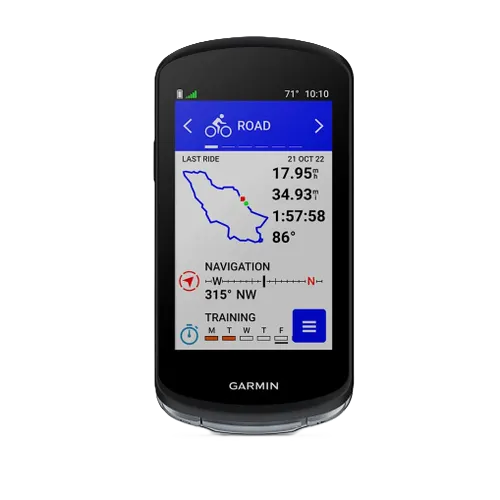 71° 10:10
ROAD
LAST RIDE 21 OCT 22
17.95 m/h
34.93 mi
1:57:58
86°
NAVIGATION
W N
315° NW
TRAINING
M T W T F
GARMIN